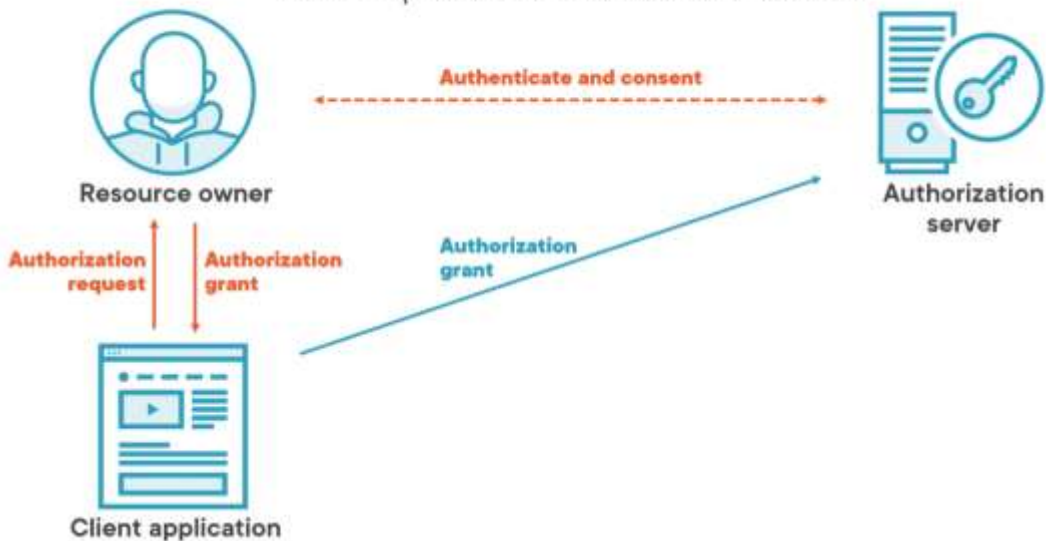 Authenticate and consent
Resource owner
Authorization
server
Authorization
request
Authorization
grant
Authorization
grant
Client application